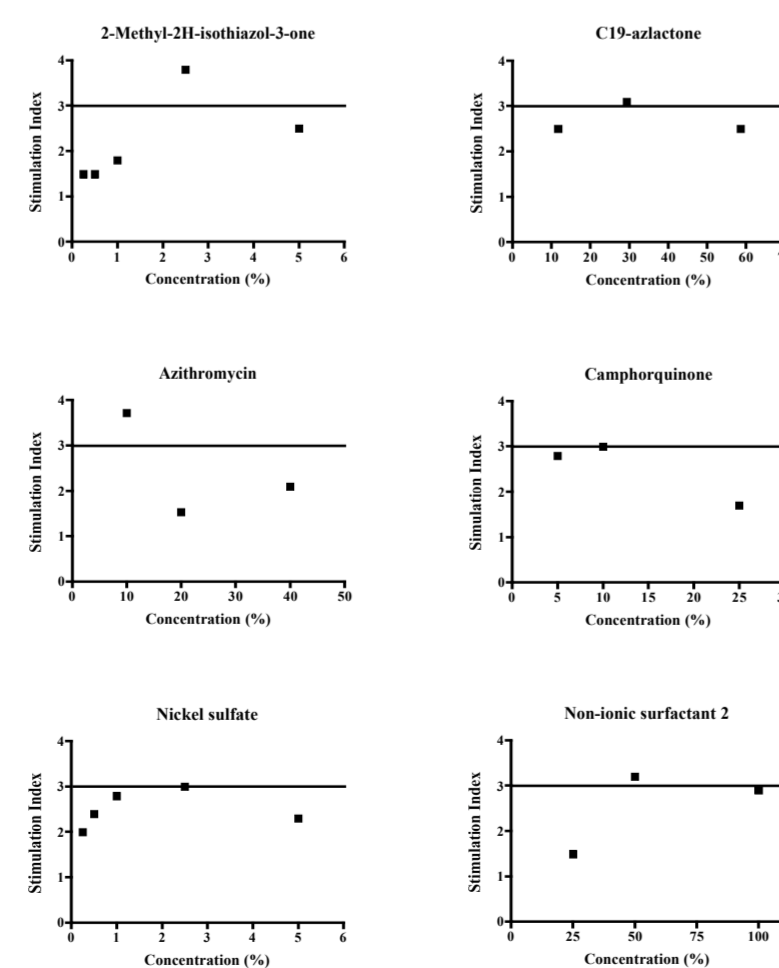 2-Methyl-2H-isothiazol-3-one
Stimulation Index
4
3
2
1
0
0 1 2 3 4 5 6
Concentration (%)
C19-azlactone
Stimulation Index
4
3
2
1
0
0 10 20 30 40 50 60
Concentration (%)
Azithromycin
Stimulation Index
4
3
2
1
0
0 10 20 30 40 50
Concentration (%)
Camphorquinone
Simulation Index
4
3
2
1
0
0 5 10 15 20 25
Concentration (%)
Nickel sulfate
Stimulation Index
4
3
2
1
0
0 1 2 3 4 5 6
Concentration (%)
Non-ionic surfactant 2
Stimulation Index
4
3
2
1
0
0 25 50 75 100
Concentration (%)